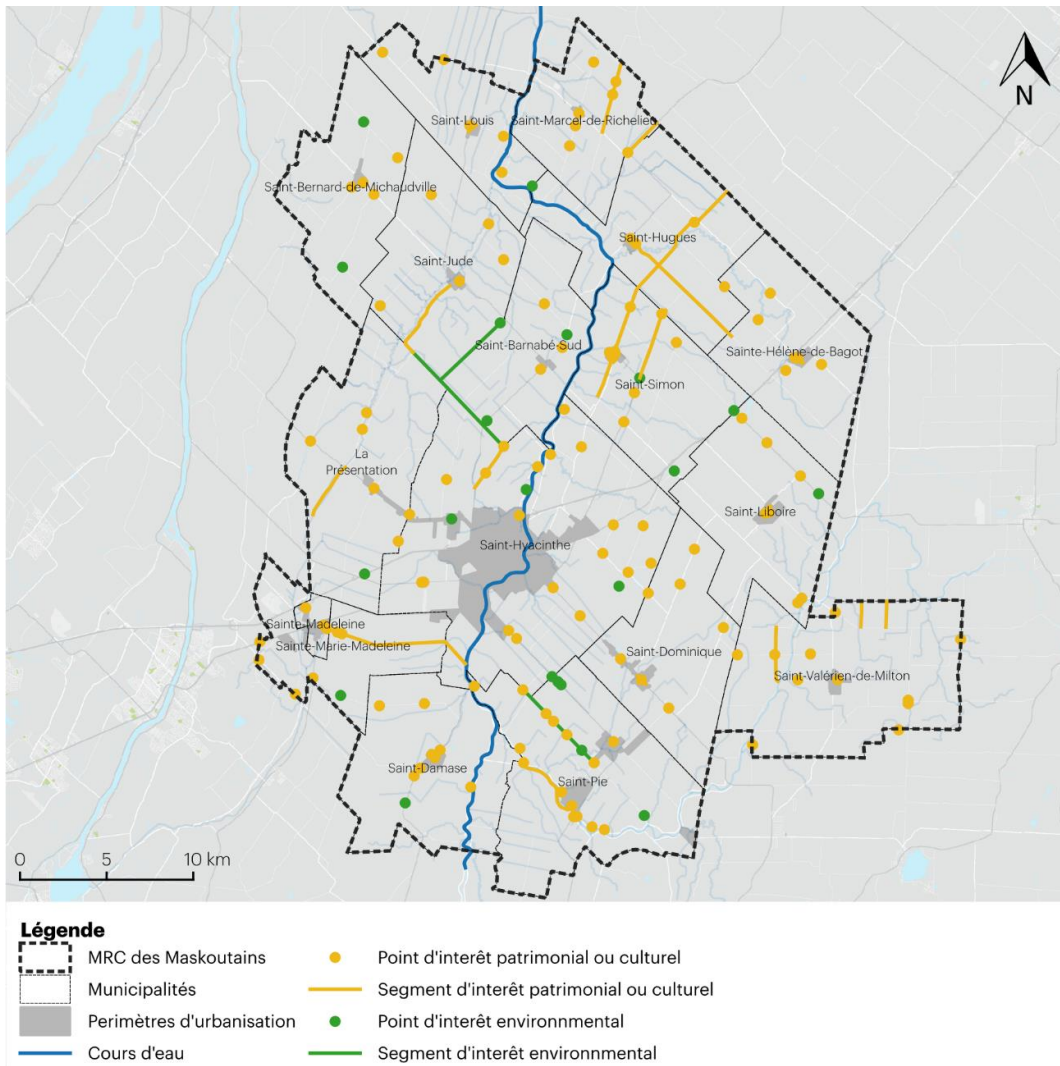 N
Saint-Louis
Saint-Marcel-de-Richelieu
Saint-Bernard-de-Michaudville
Saint-Hugues
Saint-Jude
Saint-Barnabé-Sud
Sainte-Hélène-de-Bagot
Saint-Simon
La
Présentation
Saint-Liboire
Saint-Hyacinthe
Sainte-Madeleine
Sainte-Marie-Madeleine
Saint-Dominique
Saint-Valérien-de-Milton
Saint-Damase
Saint-Pie
0 5 10 km
Légende
MRC des Maskoutains
Municipalités
Perimètres d'urbanisation
Cours d'eau
Point d'interêt patrimonial ou culturel
Segment d'interêt patrimonial ou culturel
Point d'interêt environnmental
Segment d'interêt environnmental